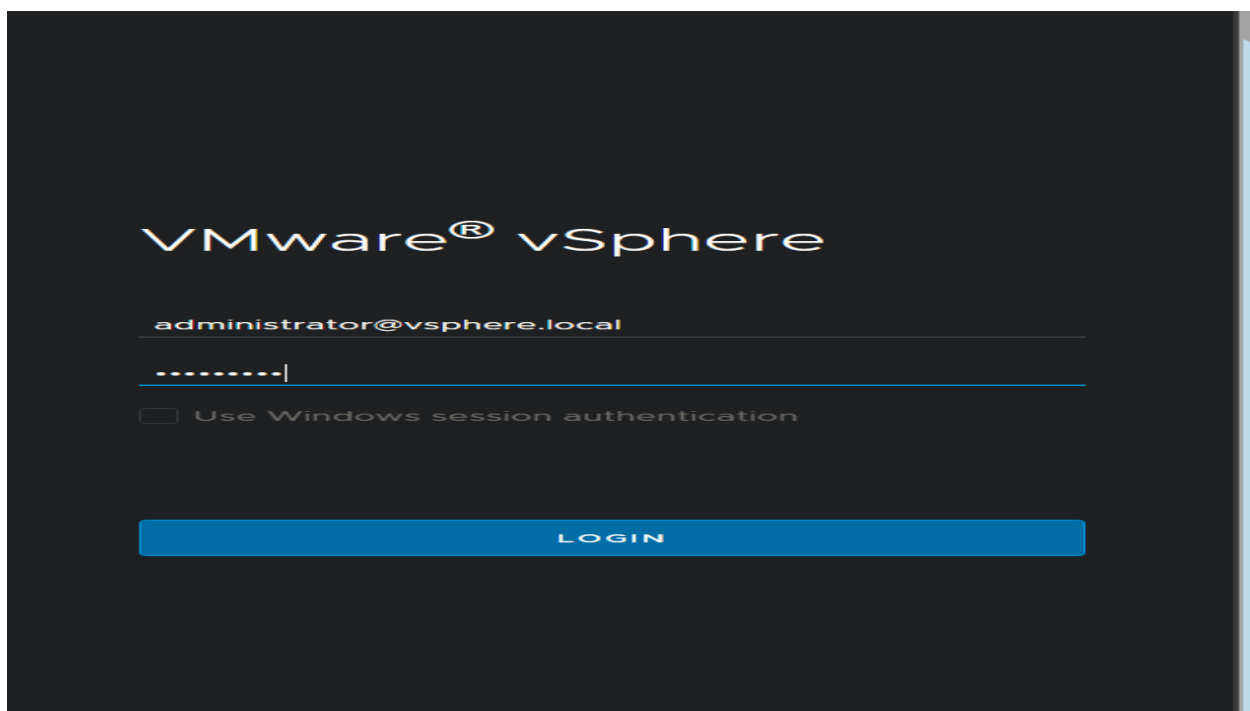 VMware® vSphere
administrator@vsphere.local
•••••••••
Use Windows session authentication
LOGIN